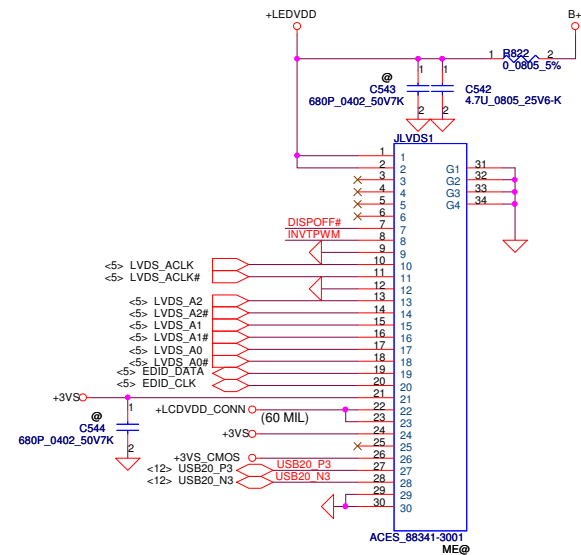 +LEDVDD
B+
1 R822 2
0_0805_5%
1 1
@
C543
680P_0402_50V7K
C542
4.7U_0805_25V6-K
2 2
JLVDS1
1 1
2 2
3 3
4 4
5 5
6 6
DISPOFF# 7 7
INVTPWM 8 8
9 9
<5> LVDS_ACLK 10 10
<5> LVDS_ACLK# 11 11
12 12
<5> LVDS_A2 13 13
<5> LVDS_A2# 14 14
<5> LVDS_A1 15 15
<5> LVDS_A1# 16 16
<5> LVDS_A0 17 17
<5> LVDS_A0# 18 18
<5> EDID_DATA 19 19
<5> EDID_CLK 20 20
+3VS 21 21
+LCDVDD_CONN (60 MIL) 22 22
23 23
+3VS 24 24
25 25
+3VS_CMOS 26 26
<12> USB20_P3 USB20_P3 27 27
<12> USB20_N3 USB20_N3 28 28
29 29
30 30
G1 31
G2 32
G3 33
G4 34
1
@
C544
680P_0402_50V7K
2
ACES_88341-3001
ME@